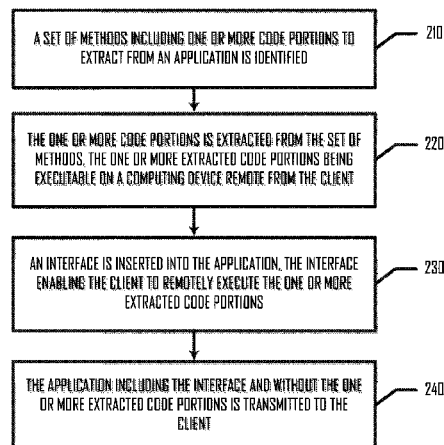 A SET OF METHODS INCLUDING ONE OR MORE CODE PORTIONS TO
EXTRACT FROM AN APPLICATION IS IDENTIFIED
210
THE ONE OR MORE CODE PORTIONS IS EXTRACTED FROM THE SET OF
METHODS, THE ONE OR MORE EXTRACTED CODE PORTIONS BEING
EXECUTABLE ON A COMPUTING DEVICE REMOTE FROM THE CLIENT
220
AN INTERFACE IS INSERTED INTO THE APPLICATION, THE INTERFACE
ENABLING THE CLIENT TO REMOTELY EXECUTE THE ONE OR MORE
EXTRACTED CODE PORTIONS
230
THE APPLICATION INCLUDING THE INTERFACE AND WITHOUT THE ONE
OR MORE EXTRACTED CODE PORTIONS IS TRANSMITTED TO THE
CLIENT
240